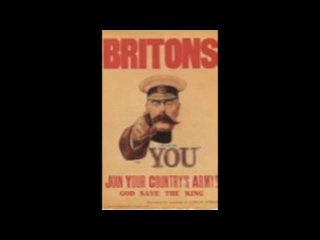 BRITONS
YOU
JOIN YOUR COUNTRY'S ARMY!
GOD SAVE THE KING